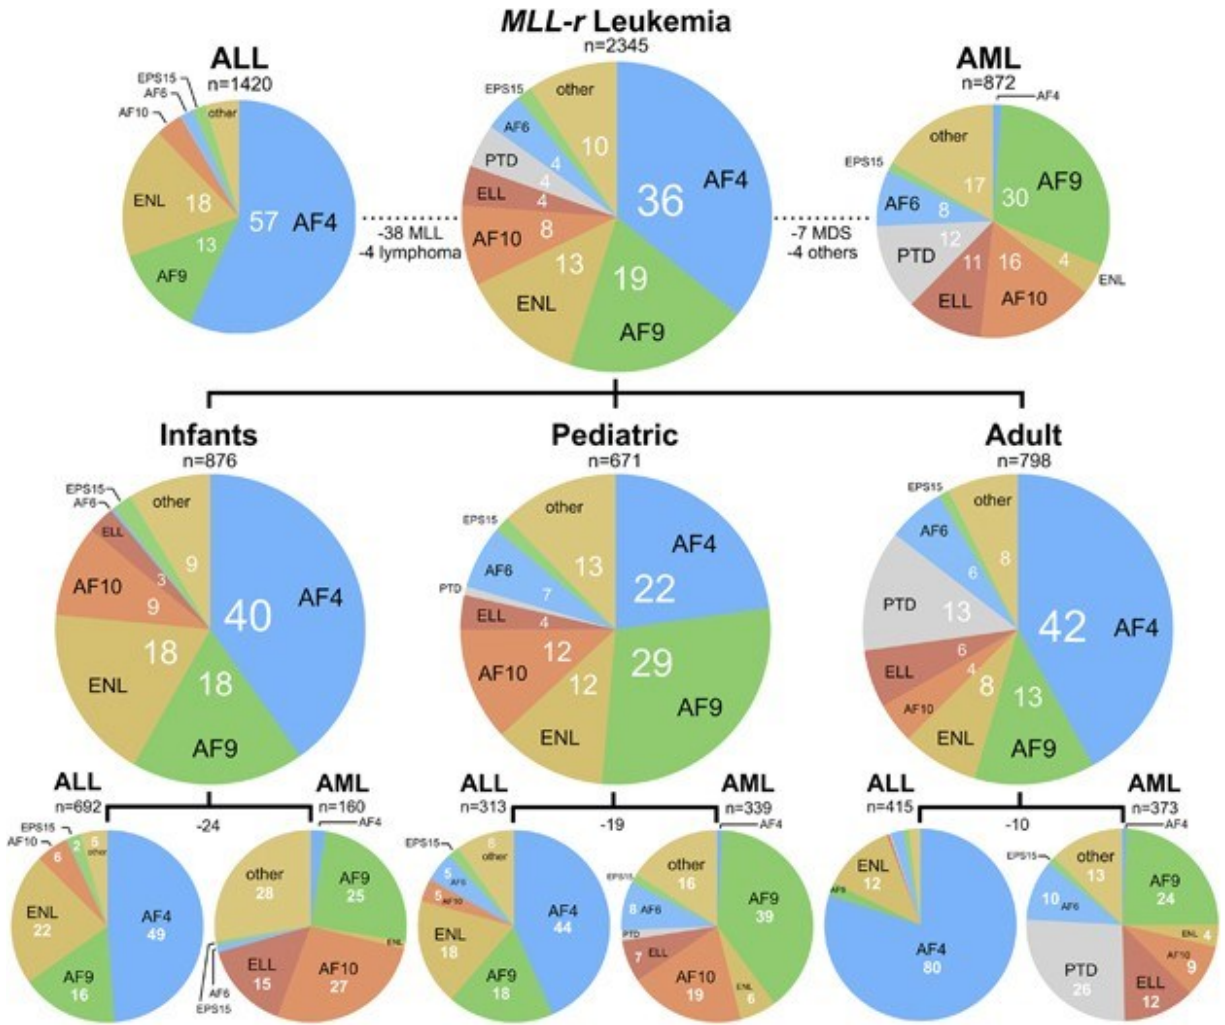 MLL-r Leukemia
n=2345
ALL
n=1420
EPS15
AF6
AF10
other
ENL
18
57
AF4
13
AF9
-38 MLL
-4 lymphoma
EPS15
other
AF6
10
PTD
4
4
ELL
4
AF10
8
ENL
13
36
AF4
19
AF9
-7 MDS
-4 others
AML
n=872
AF4
other
EPS15
17
30
AF9
AF6
8
PTD
12
ELL
11
16
AF10
4
ENL
Infants
n=876
EPS15
AF6
other
ELL
9
AF10
3
9
40
AF4
18
ENL
18
AF9
Pediatric
n=671
EPS15
other
13
AF4
22
AF6
7
PTD
ELL
4
AF10
12
12
ENL
29
AF9
Adult
n=798
EPS15
other
8
AF6
6
PTD
13
42
AF4
ELL
6
4
AF10
8
ENL
13
AF9
ALL
n=692
-24
AML
n=160
EPS15
AF10
6
2
5
other
ENL
22
AF4
49
AF9
16
AF4
other
28
AF9
25
ENL
AF10
27
ELL
15
AF6
EPS15
ALL
n=313
-19
AML
n=339
EPS15
8
other
5
AF6
5
AF10
AF4
44
ENL
18
AF9
18
AF4
other
16
EPS15
8
AF6
PTD
AF9
39
7
ELL
AF10
19
ENL
6
ALL
n=415
-10
AML
n=373
ENL
12
AF9
AF4
80
AF4
other
13
EPS15
10
AF6
AF9
24
ENL
4
AF10
9
ELL
12
PTD
26